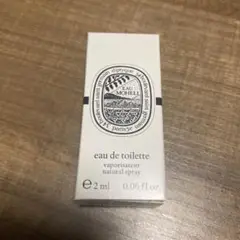 EAU
MOHELI
eau de toilette
vaporisateur
natural spray
e 2 ml 0.06 fl oz